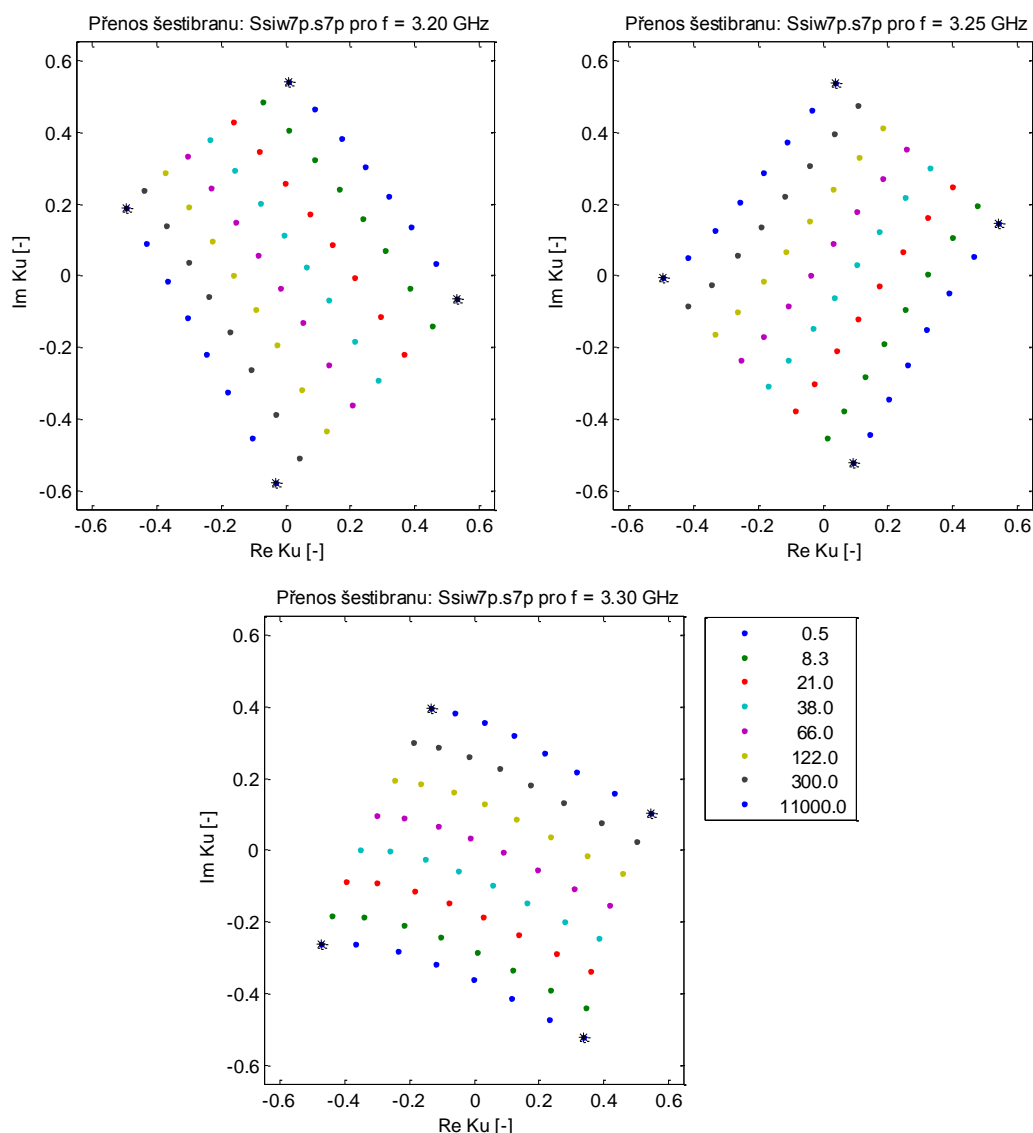 Přenos šestibranu: Ssiw7p.s7p pro f = 3.20 GHz
0.6
0.4
0.2
0
-0.2
-0.4
-0.6
Im Ku [-]
-0.6 -0.4 -0.2 0 0.2 0.4 0.6
Re Ku [-]
Přenos šestibranu: Ssiw7p.s7p pro f = 3.25 GHz
0.6
0.4
0.2
0
-0.2
-0.4
-0.6
Im Ku [-]
-0.6 -0.4 -0.2 0 0.2 0.4 0.6
Re Ku [-]
Přenos šestibranu: Ssiw7p.s7p pro f = 3.30 GHz
0.6
0.4
0.2
0
-0.2
-0.4
-0.6
Im Ku [-]
-0.6 -0.4 -0.2 0 0.2 0.4 0.6
Re Ku [-]
0.5
8.3
21.0
38.0
66.0
122.0
300.0
11000.0